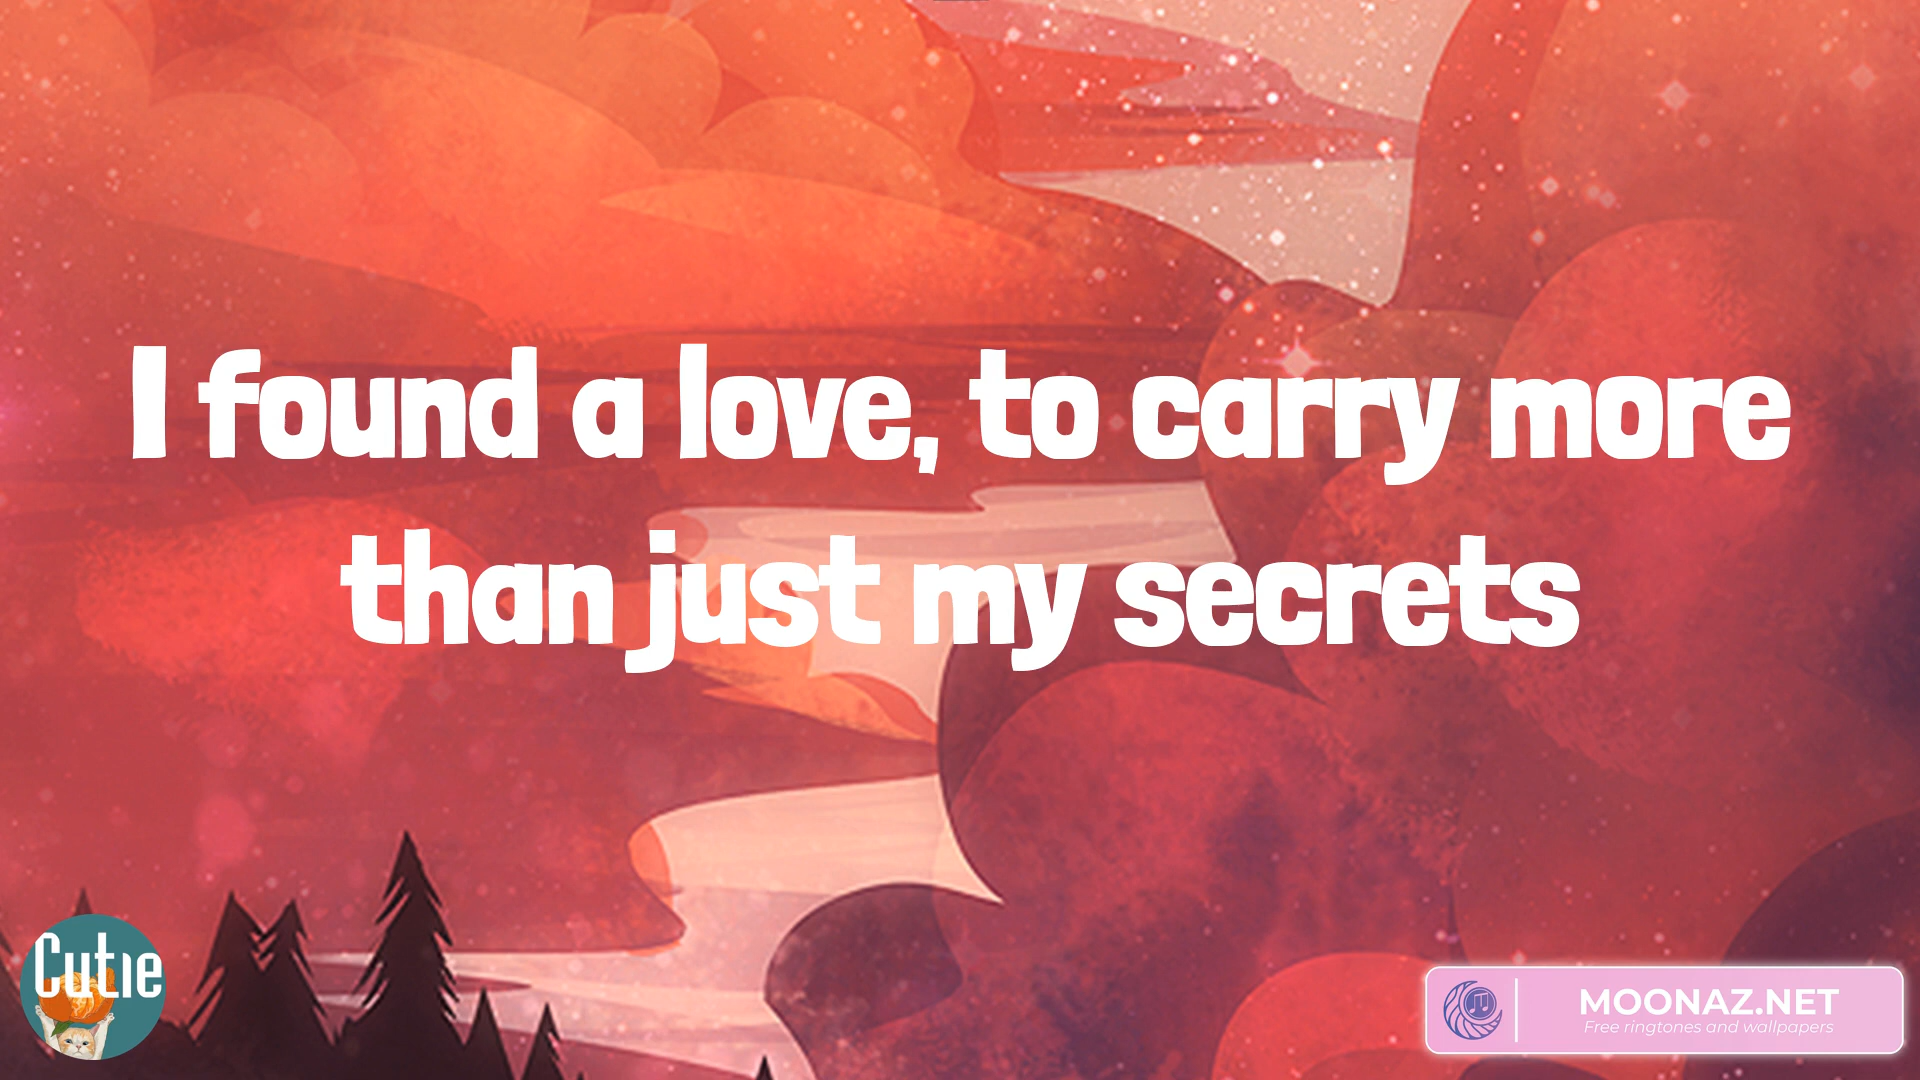 I found a love, to carry more
than just my secrets
Cutie
MOONAZ.NET
Free ringtones and wallpapers